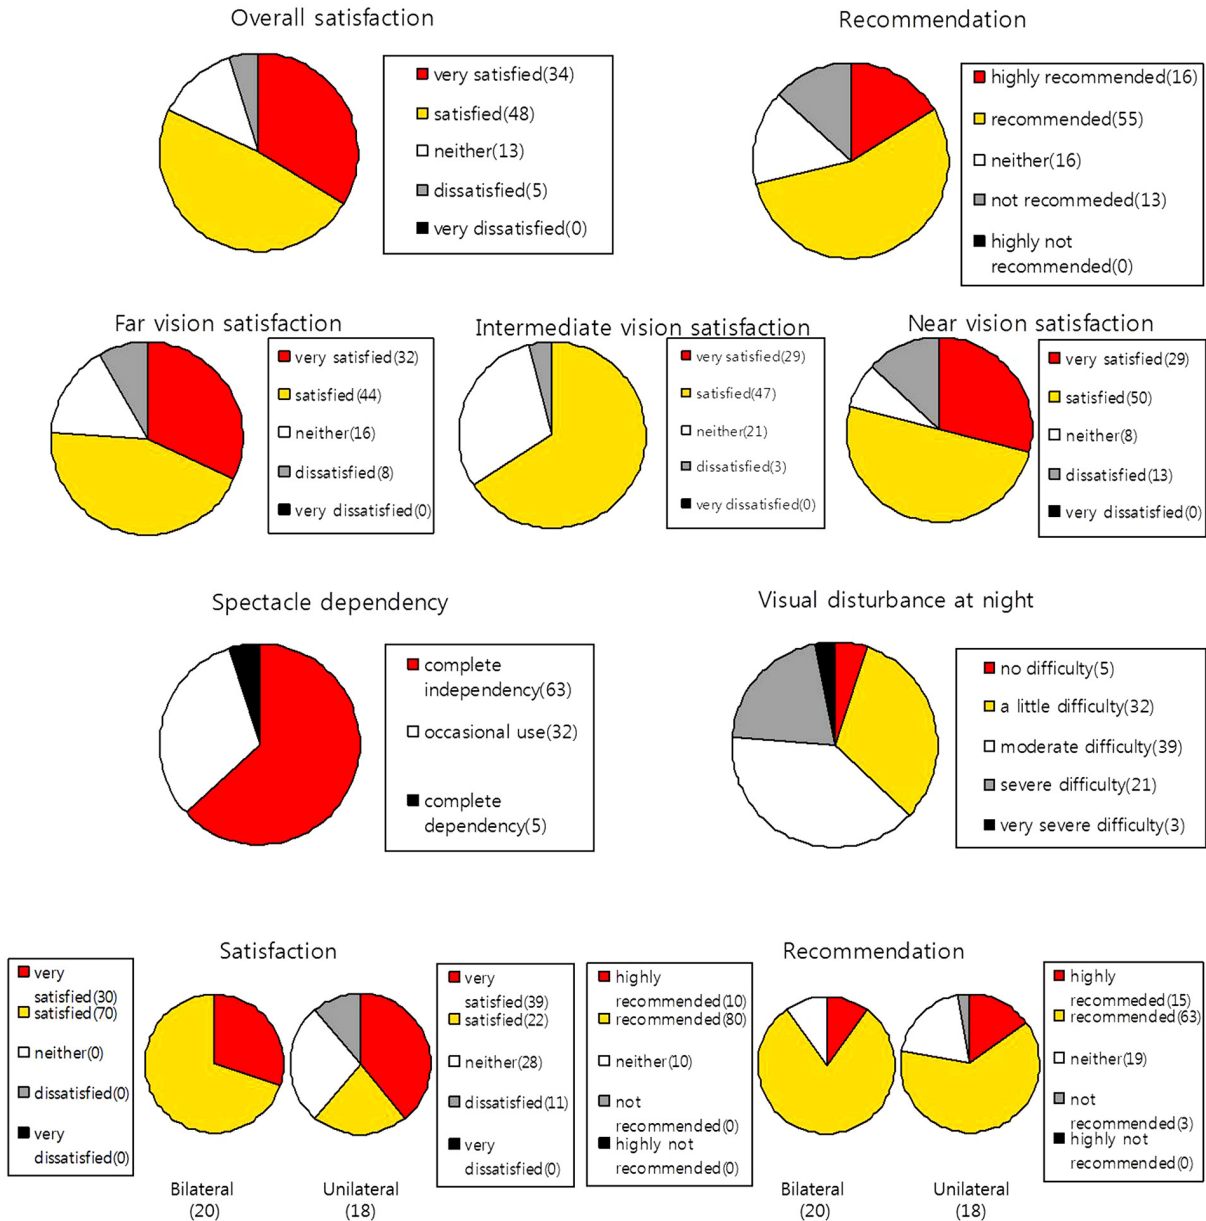 Overall satisfaction
very satisfied(34)
satisfied(48)
neither(13)
dissatisfied(5)
very dissatisfied(0)
Recommendation
highly recommended(16)
recommended(55)
neither(16)
not recommeded(13)
highly not
recommended(0)
Far vision satisfaction
very satisfied(32)
satisfied(44)
neither(16)
dissatisfied(8)
very dissatisfied(0)
Intermediate vision satisfaction
very satisfied(29)
satisfied(47)
neither(21)
dissatisfied(3)
very dissatisfied(0)
Near vision satisfaction
very satisfied(29)
satisfied(50)
neither(8)
dissatisfied(13)
very dissatisfied(0)
Spectacle dependency
complete
independency(63)
occasional use(32)
complete
dependency(5)
Visual disturbance at night
no difficulty(5)
a little difficulty(32)
moderate difficulty(39)
severe difficulty(21)
very severe difficulty(3)
Satisfaction
very
satisfied(30)
satisfied(70)
neither(0)
dissatisfied(0)
very
dissatisfied(0)
Bilateral
(20)
Unilateral
(18)
very
satisfied(39)
satisfied(22)
neither(28)
dissatisfied(11)
very
dissatisfied(0)
Recommendation
highly
recommended(10)
recommended(80)
neither(10)
not
recommended(0)
highly not
recommended(0)
Bilateral
(20)
Unilateral
(18)
highly
recommeded(15)
recommended(63)
neither(19)
not
recommended(3)
highly not
recommended(0)